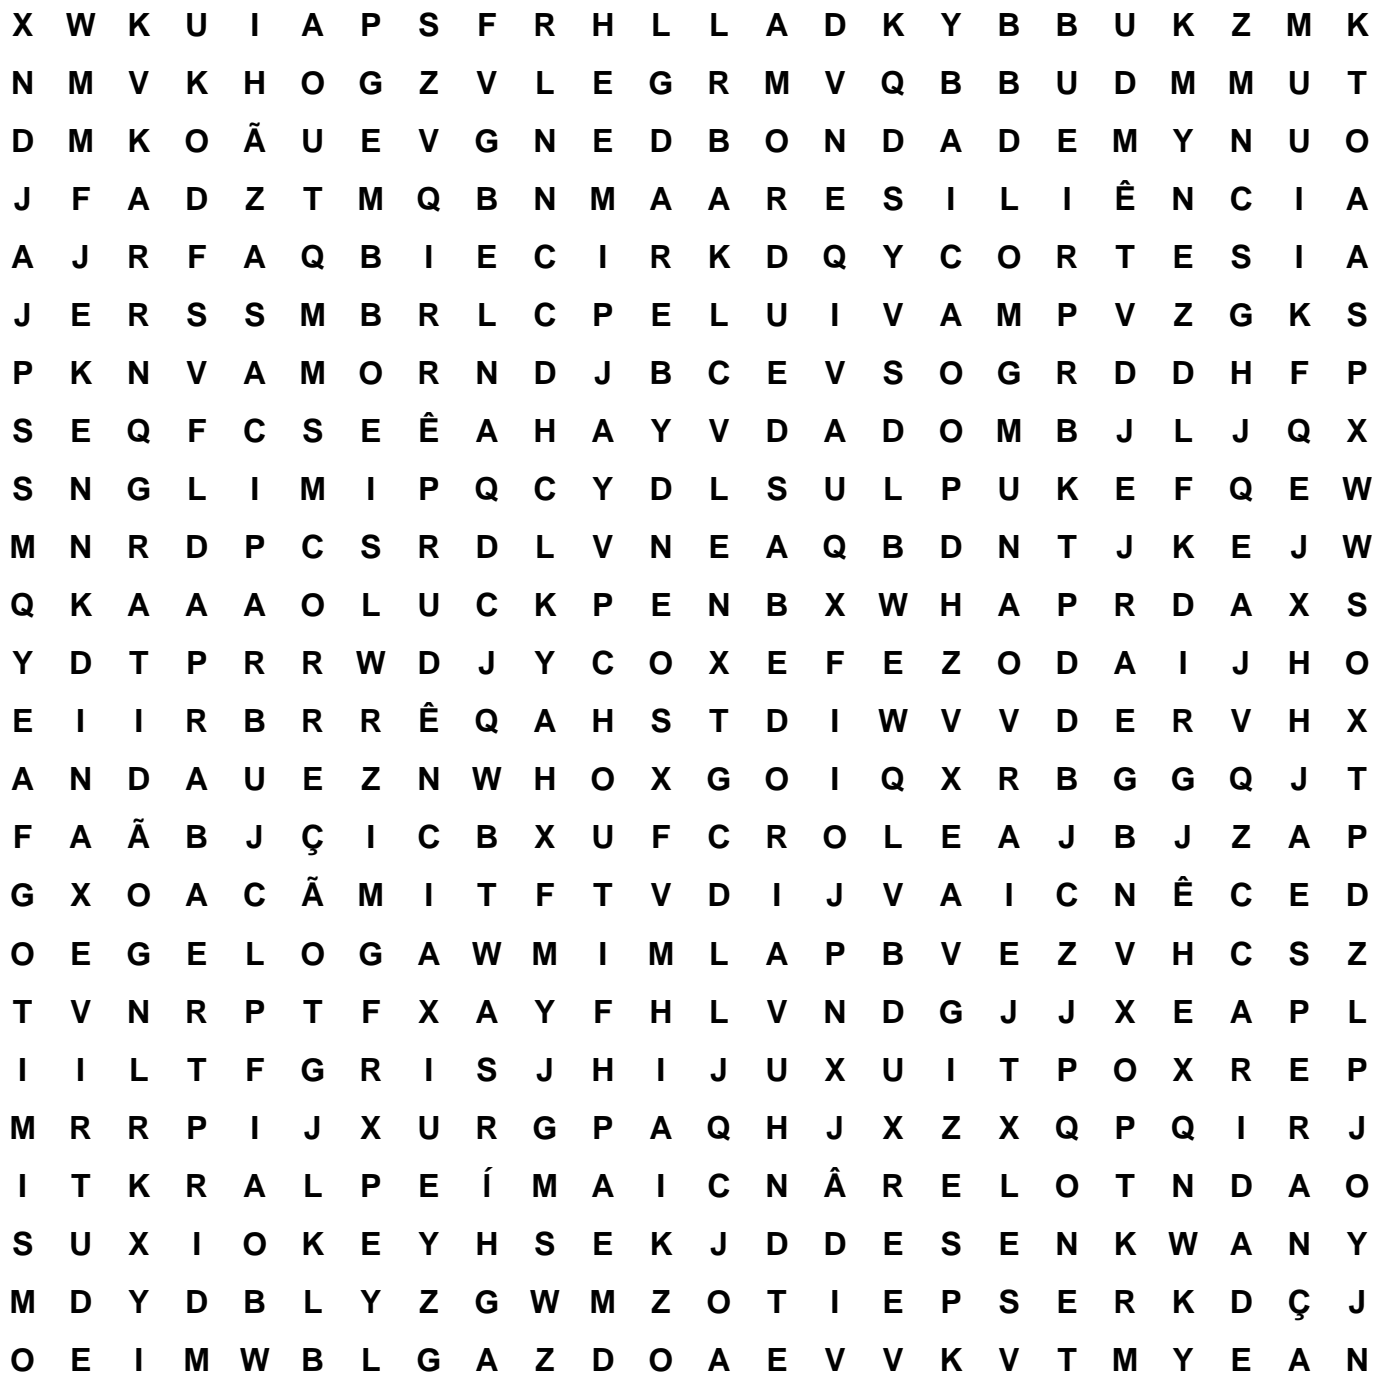 X W K U I A P S F R H L L A D K Y B B U K Z M K
N M V K H O G Z V L E G R M V Q B B U D M M U T
D M K O Ã U E V G N E D B O N D A D E M Y N U O
J F A D Z T M Q B N M A A R E S I L I Ê N C I A
A J R F A Q B I E C I R K D Q Y C O R T E S I A
J E R S S M B R L C P E L U I V A M P V Z G K S
P K N V A M O R N D J B C E V S O G R D D H F P
S E Q F C S E Ê A H A Y V D A D O M B J L J Q X
S N G L I M I P Q C Y D L S U L P U K E F Q E W
M N R D P C S R D L V N E A Q B D N T J K E J W
Q K A A A O L U C K P E N B X W H A P R D A X S
Y D T P R R W D J Y C O X E F E Z O D A I J H O
E I I R B R R Ê Q A H S T D I W V V D E R V H X
A N D A U E Z N W H O X G O I Q X R B G G Q J T
F A Ã B J Ç I C B X U F C R O L E A J B J Z A P
G X O A C Ã M I T F T V D I J V A I C N Ê C E D
O E G E L O G A W M I M L A P B V E Z V H C S Z
T V N R P T F X A Y F H L V N D G J J X E A P L
I I L T F G R I S J H I J U X U I T P O X R E P
M R R P I J X U R G P A Q H J X Z X Q P Q I R J
I T K R A L P E Í M A I C N Â R E L O T N D A O
S U X I O K E Y H S E K J D D E S E N K W A N Y
M D Y D B L Y Z G W M Z O T I E P S E R K D Ç J
O E I M W B L G A Z D O A E V V K V T M Y E A N